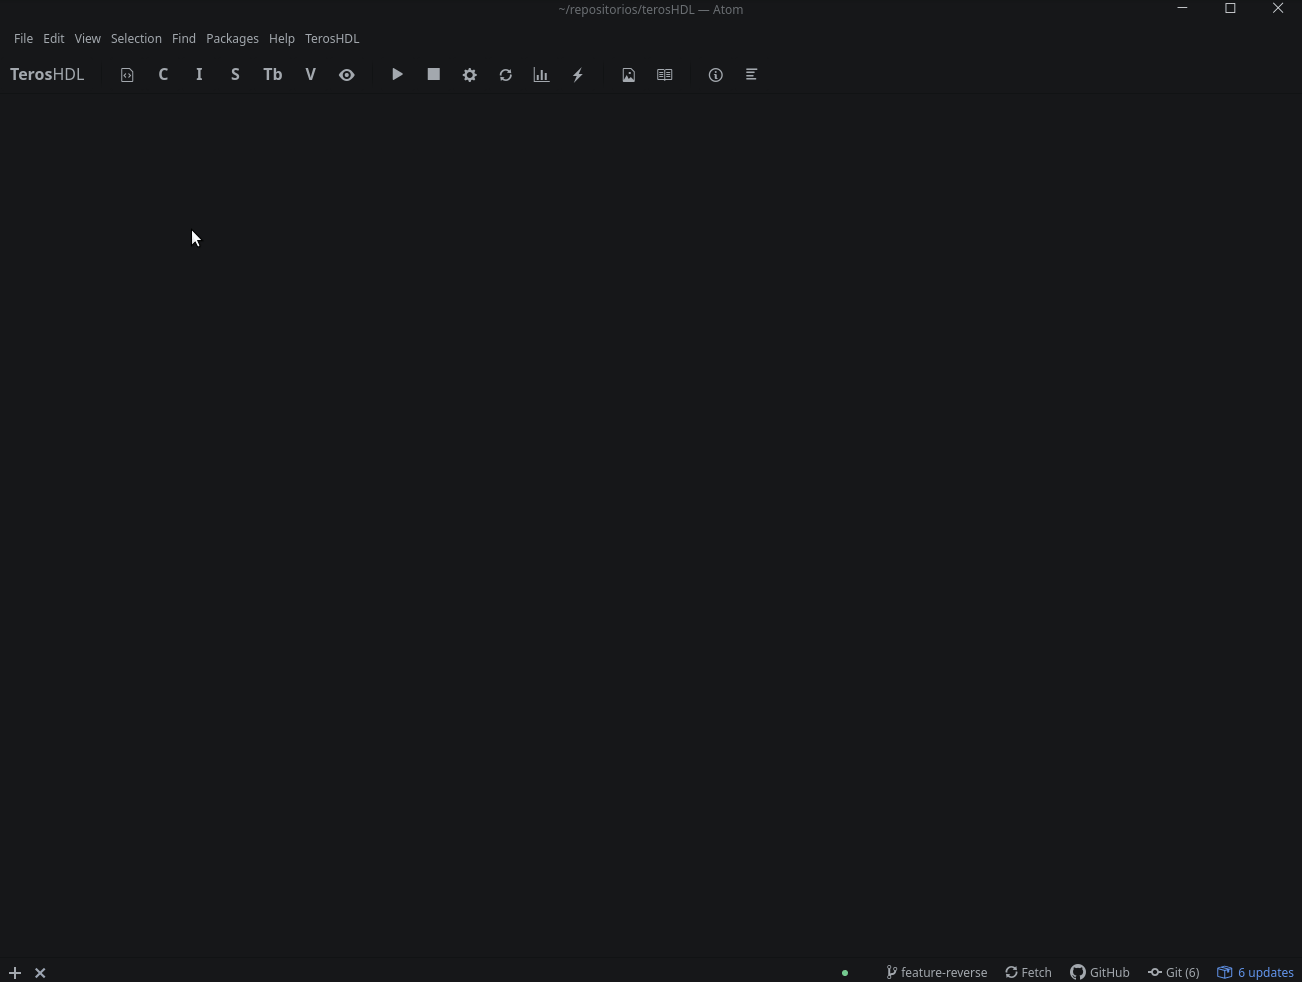 ~/repositorios/terosHDL — Atom
File Edit View Selection Find Packages Help TerosHDL
TerosHDL C I S Tb V
feature-reverse Fetch GitHub Git (6) 6 updates